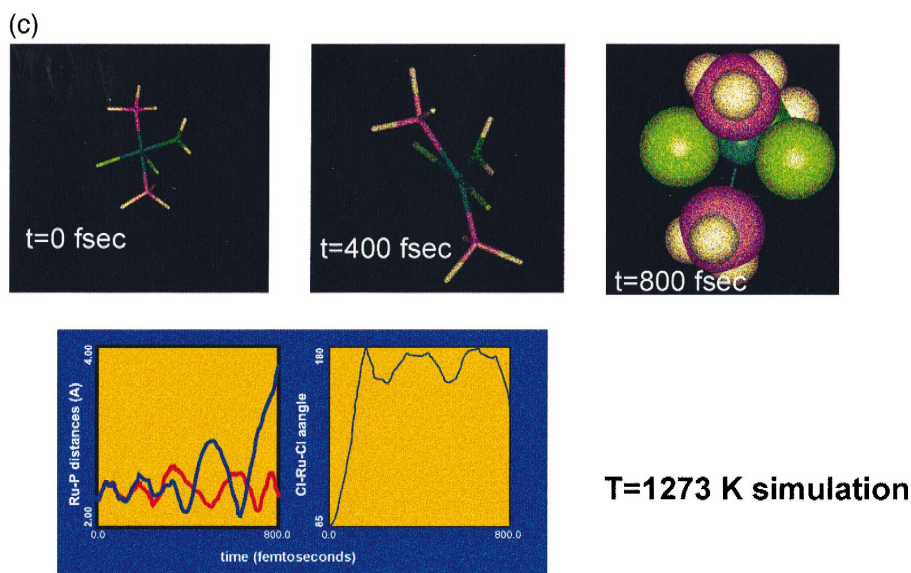 (c)
t=0 fsec
t=400 fsec
t=800 fsec
Ru-P distances (A)
4.00
2.00
0.0
800.0
Cl-Ru-Cl aangle
180
85
0.0
800.0
time (femtoseconds)
T=1273 K simulation